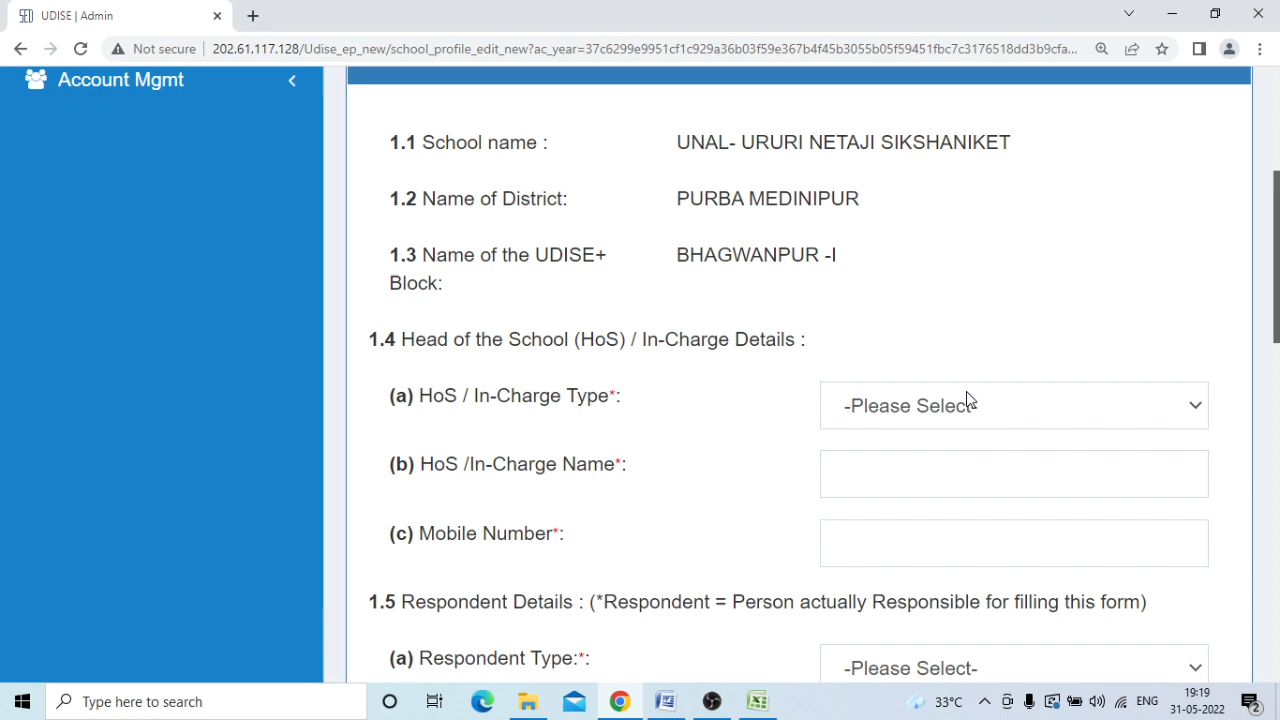 UDISE | Admin
Not secure 202.61.117.128/Udise_ep_new/school_profile_edit_new?ac_year=37c6299e9951cf1c929a36b03f59e367b4f45b3055b05f59451fbc7c3176518dd3b9cfa...
Account Mgmt
1.1 School name : UNAL- URURI NETAJI SIKSHANIKET
1.2 Name of District: PURBA MEDINIPUR
1.3 Name of the UDISE+ BHAGWANPUR -I
Block:
1.4 Head of the School (HoS) / In-Charge Details :
(a) HoS / In-Charge Type*: -Please Select-
(b) HoS /In-Charge Name*:
(c) Mobile Number*:
1.5 Respondent Details : (*Respondent = Person actually Responsible for filling this form)
(a) Respondent Type:*: -Please Select-
Type here to search 33°C ENG 19:19
31-05-2022 2